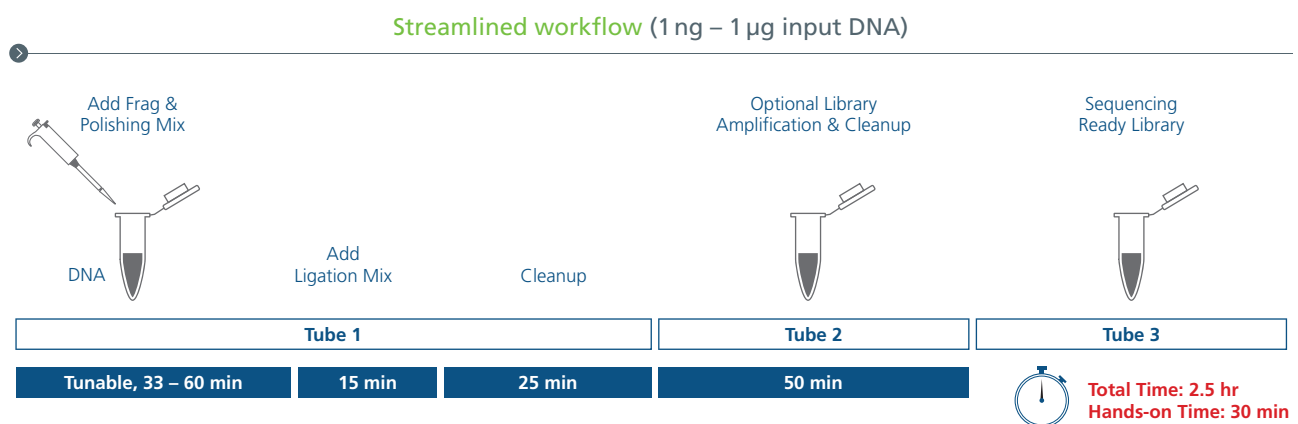 Streamlined workflow (1 ng – 1 µg input DNA)
Add Frag &
Polishing Mix
Optional Library
Amplification & Cleanup
Sequencing
Ready Library
DNA
Add
Ligation Mix
Cleanup
Tube 1
Tube 2
Tube 3
Tunable, 33 – 60 min
15 min
25 min
50 min
Total Time: 2.5 hr
Hands-on Time: 30 min